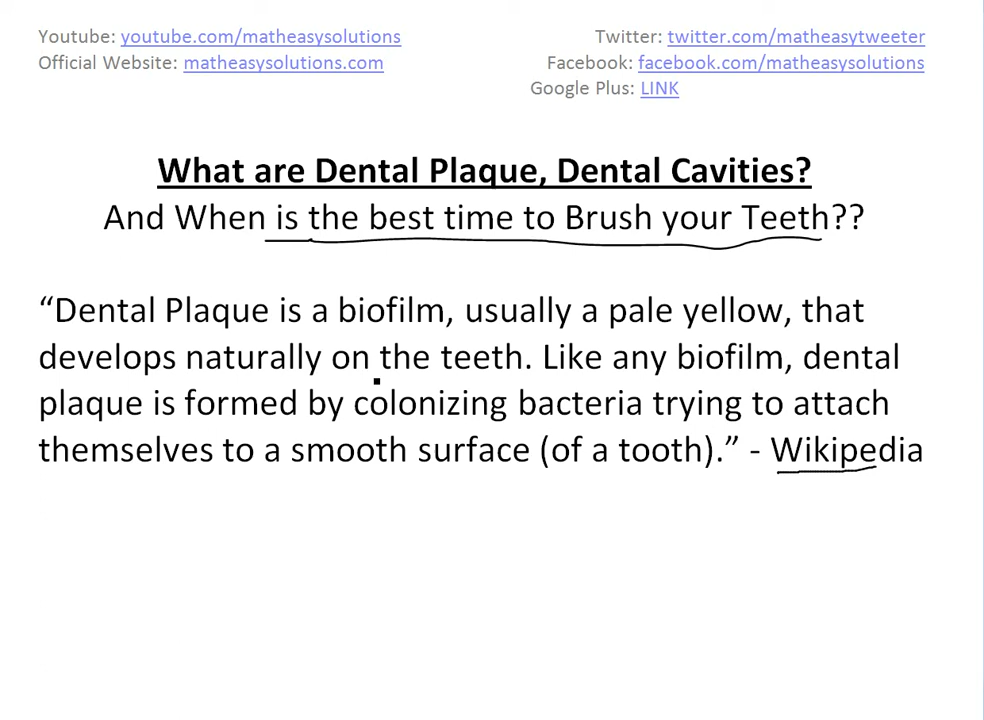 Youtube: youtube.com/matheasysolutions
Official Website: matheasysolutions.com
Twitter: twitter.com/matheasytweeter
Facebook: facebook.com/matheasysolutions
Google Plus: LINK
What are Dental Plaque, Dental Cavities?
And When is the best time to Brush your Teeth??
“Dental Plaque is a biofilm, usually a pale yellow, that
develops naturally on the teeth. Like any biofilm, dental
plaque is formed by colonizing bacteria trying to attach
themselves to a smooth surface (of a tooth).” - Wikipedia